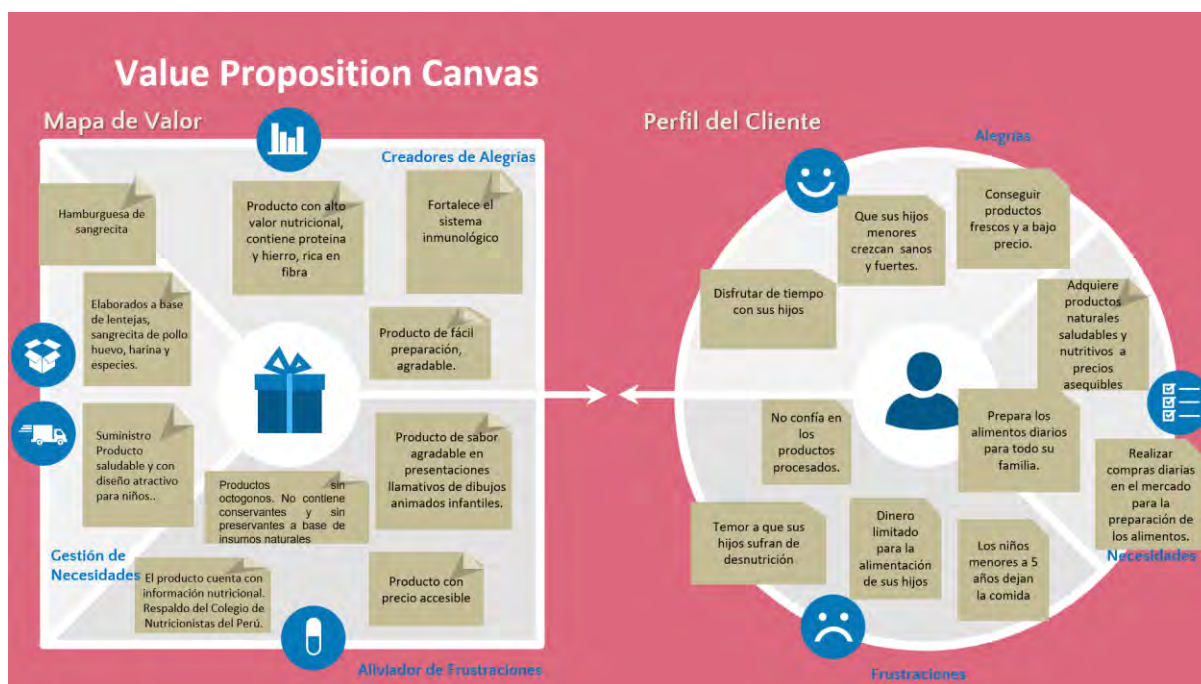 Value Proposition Canvas
Mapa de Valor
Creadores de Alegrías
Hamburguesa de
sangrecita
Producto con alto
valor nutricional,
contiene proteina
y hierro, rica en
fibra
Fortalece el
sistema
inmunológico
Elaborados a base
de lentejas,
sangrecita de pollo
huevo, harina y
especies.
Producto de fácil
preparación,
agradable.
Suministro
Producto
saludable y con
diseño atractivo
para niños..
Productos sin
octogonos. No contiene
conservantes y sin
preservantes a base de
insumos naturales
Producto de sabor
agradable en
presentaciones
llamativos de dibujos
animados infantiles.
Gestión de
Necesidades
El producto cuenta con
información nutricional.
Respaldo del Colegio de
Nutricionistas del Perú.
Producto con
precio accesible
Aliviador de Frustraciones
Perfil del Cliente
Alegrías
Que sus hijos
menores
crezcan sanos
y fuertes.
Conseguir
productos
frescos y a bajo
precio.
Disfrutar de tiempo
con sus hijos
Adquiere
productos
naturales
saludables y
nutritivos a
precios
asequibles
No confía en
los
productos
procesados.
Prepara los
alimentos diarios
para todo su
familia.
Realizar
compras diarias
en el mercado
para la
preparación de
los alimentos.
Necesidades
Temor a que sus
hijos sufran de
desnutrición
Dinero
limitado
para la
alimentación
de sus hijos
Los niños
menores a 5
años dejan
la comida
Frustraciones